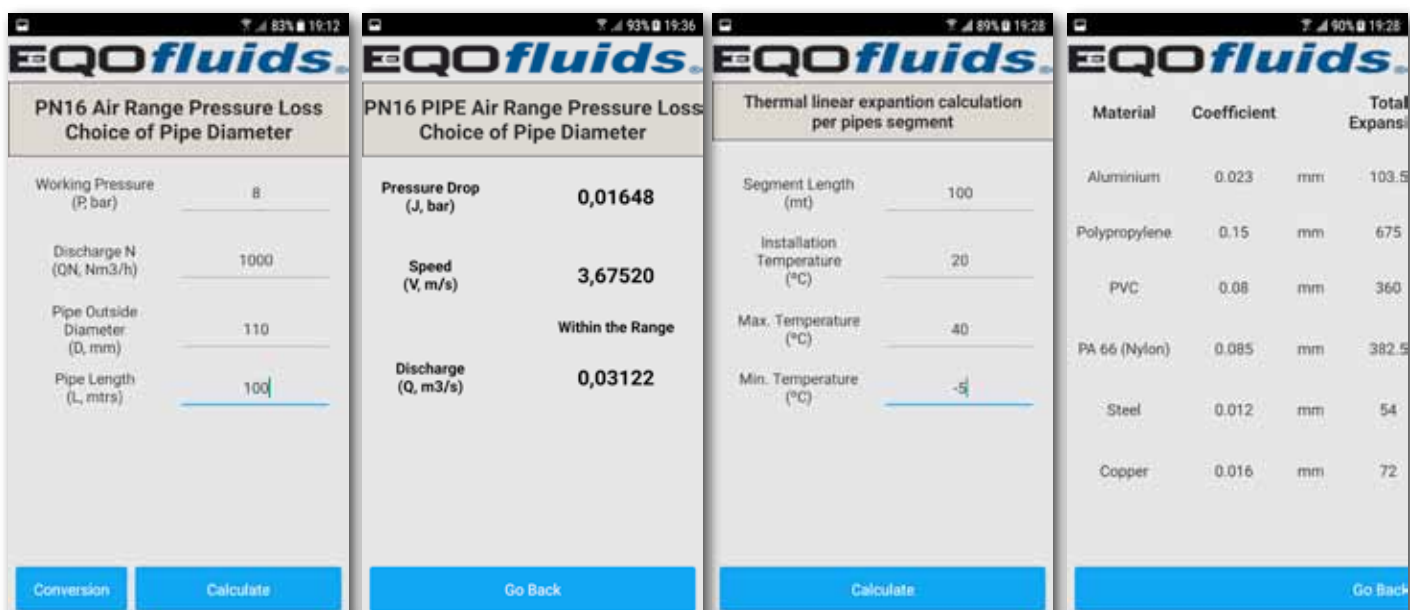 83% 19:12
EQOfluids.
PN16 Air Range Pressure Loss
Choice of Pipe Diameter
Working Pressure
(P, bar)
8
Discharge N
(QN, Nm3/h)
1000
Pipe Outside
Diameter
(D, mm)
110
Pipe Length
(L, mtrs)
100
Conversion
Calculate
93% 19:36
EQOfluids.
PN16 PIPE Air Range Pressure Loss
Choice of Pipe Diameter
Pressure Drop
(J, bar)
0,01648
Speed
(V, m/s)
3,67520
Within the Range
Discharge
(Q, m3/s)
0,03122
Go Back
89% 19:28
EQOfluids.
Thermal linear expantion calculation
per pipes segment
Segment Length
(mt)
100
Installation
Temperature
(ºC)
20
Max. Temperature
(ºC)
40
Min. Temperature
(ºC)
-5
Calculate
90% 19:28
EQOfluids.
Material Coefficient Total
Expansi
Aluminium 0.023 mm 103.5
Polypropylene 0.15 mm 675
PVC 0.08 mm 360
PA 66 (Nylon) 0.085 mm 382.5
Steel 0.012 mm 54
Copper 0.016 mm 72
Go Back